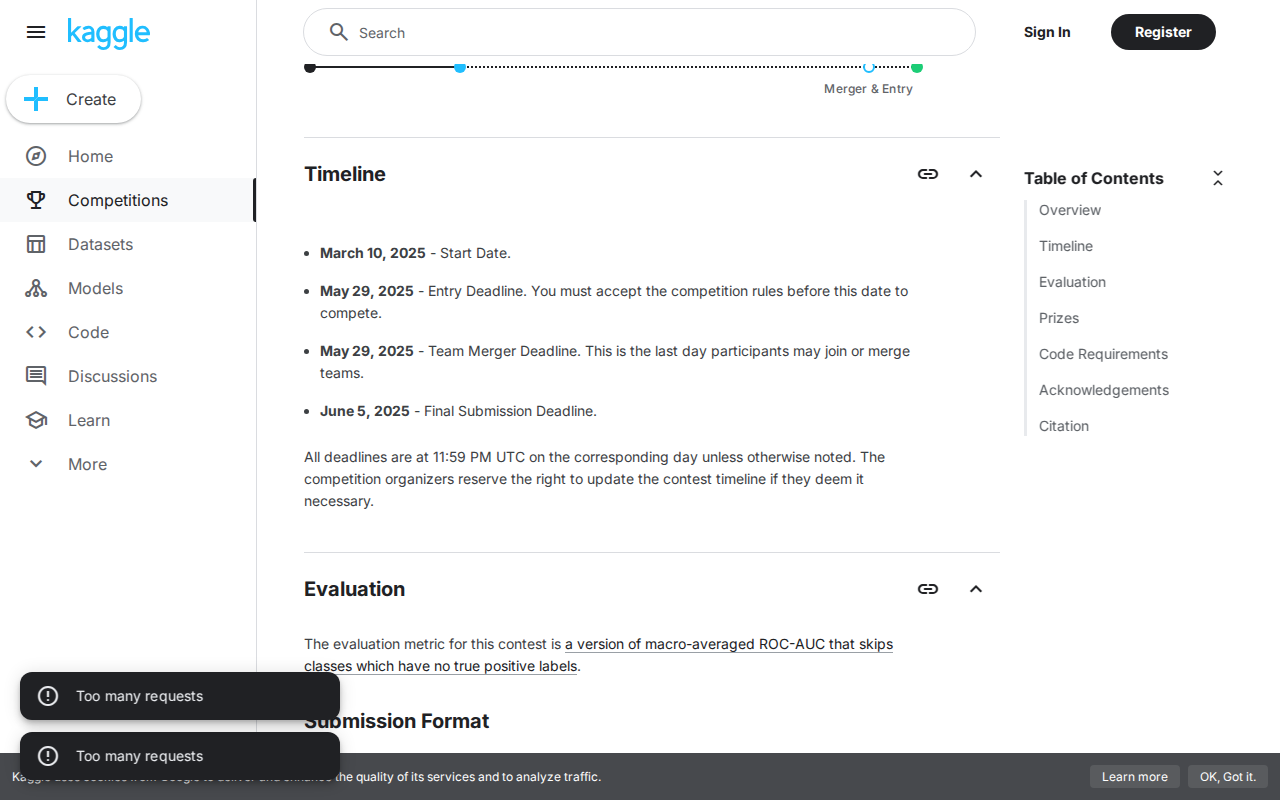 kaggle
Search
Sign In
Register
Create
Home
Competitions
Datasets
Models
Code
Discussions
Learn
More
Merger & Entry
Timeline
March 10, 2025 - Start Date.
May 29, 2025 - Entry Deadline. You must accept the competition rules before this date to
compete.
May 29, 2025 - Team Merger Deadline. This is the last day participants may join or merge
teams.
June 5, 2025 - Final Submission Deadline.
All deadlines are at 11:59 PM UTC on the corresponding day unless otherwise noted. The
competition organizers reserve the right to update the contest timeline if they deem it
necessary.
Evaluation
The evaluation metric for this contest is a version of macro-averaged ROC-AUC that skips
classes which have no true positive labels.
Submission Format
Table of Contents
Overview
Timeline
Evaluation
Prizes
Code Requirements
Acknowledgements
Citation
Too many requests
Too many requests
the quality of its services and to analyze traffic.
Learn more
OK, Got it.